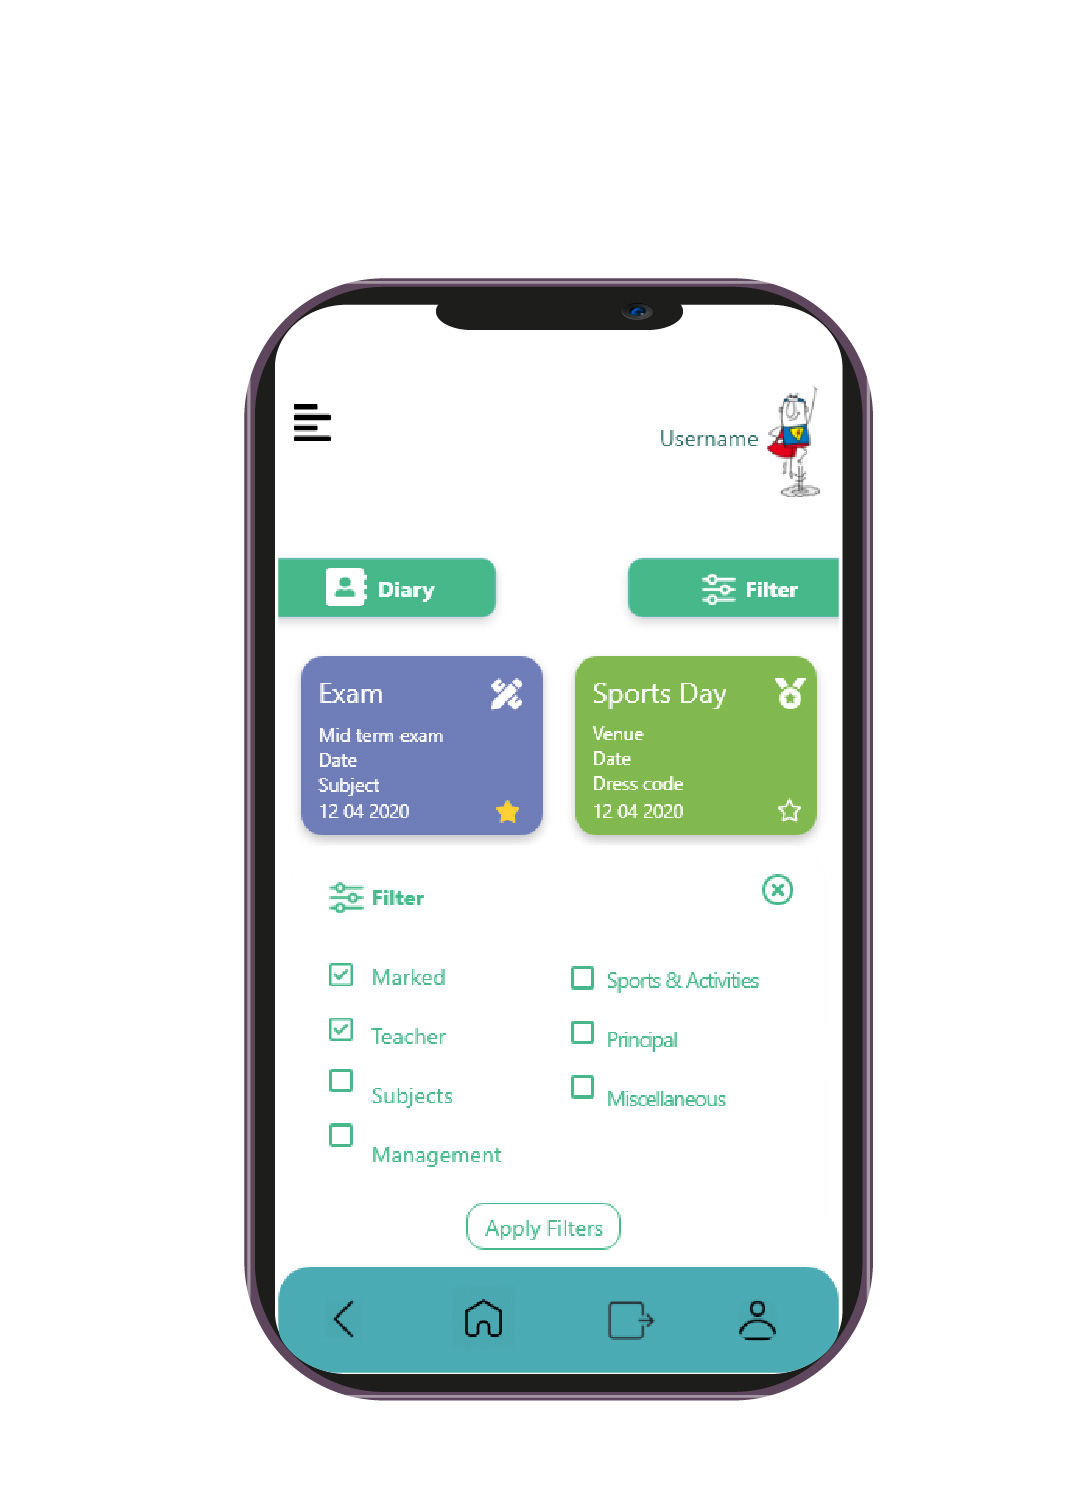 Username
Diary
Filter
Exam
Mid term exam
Date
Subject
12 04 2020
Sports Day
Venue
Date
Dress code
12 04 2020
Filter
Marked
Teacher
Subjects
Management
Sports & Activities
Principal
Miscellaneous
Apply Filters